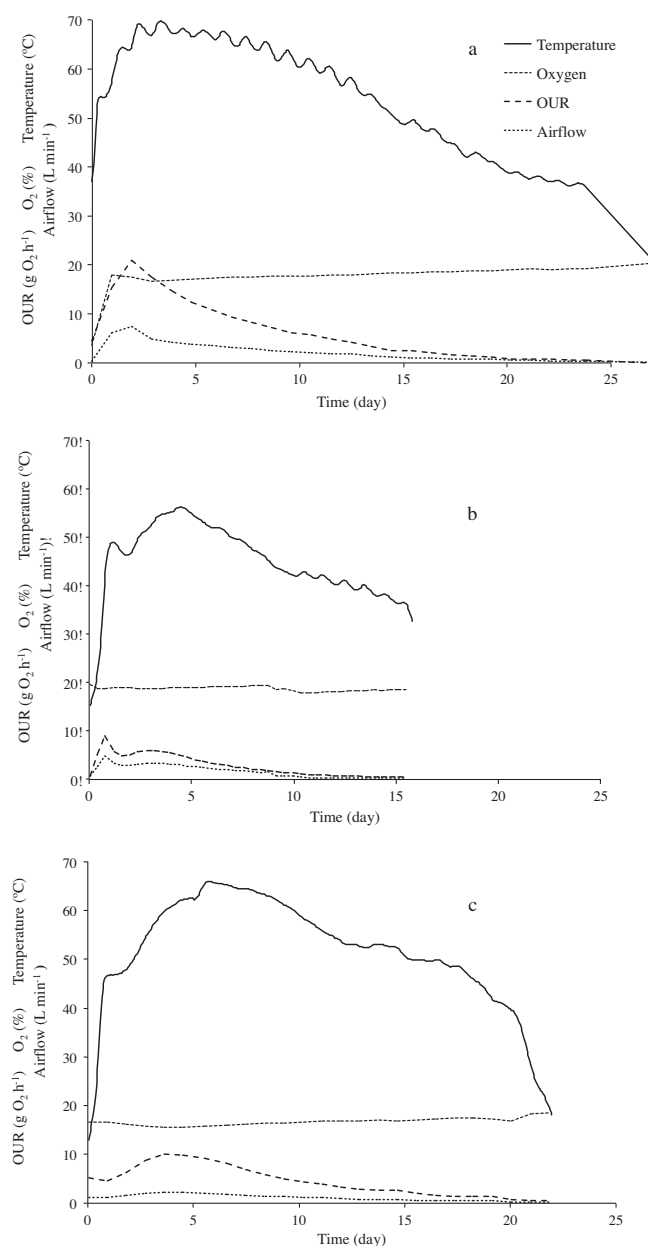 a
Temperature
Oxygen
OUR
Airflow
OUR (g O₂ h⁻¹) O₂ (%) Temperature (ºC)
Airflow (L min⁻¹)
70
60
50
40
30
20
10
0
0 5 10 15 20 25
Time (day)
b
OUR (g O₂ h⁻¹) O₂ (%) Temperature (ºC)
Airflow (L min⁻¹)!
70!
60!
50!
40!
30!
20!
10!
0!
0 5 10 15 20 25
Time (day)
c
OUR (g O₂ h⁻¹) O₂ (%) Temperature (ºC)
Airflow (L min⁻¹)
70
60
50
40
30
20
10
0
0 5 10 15 20 25
Time (day)